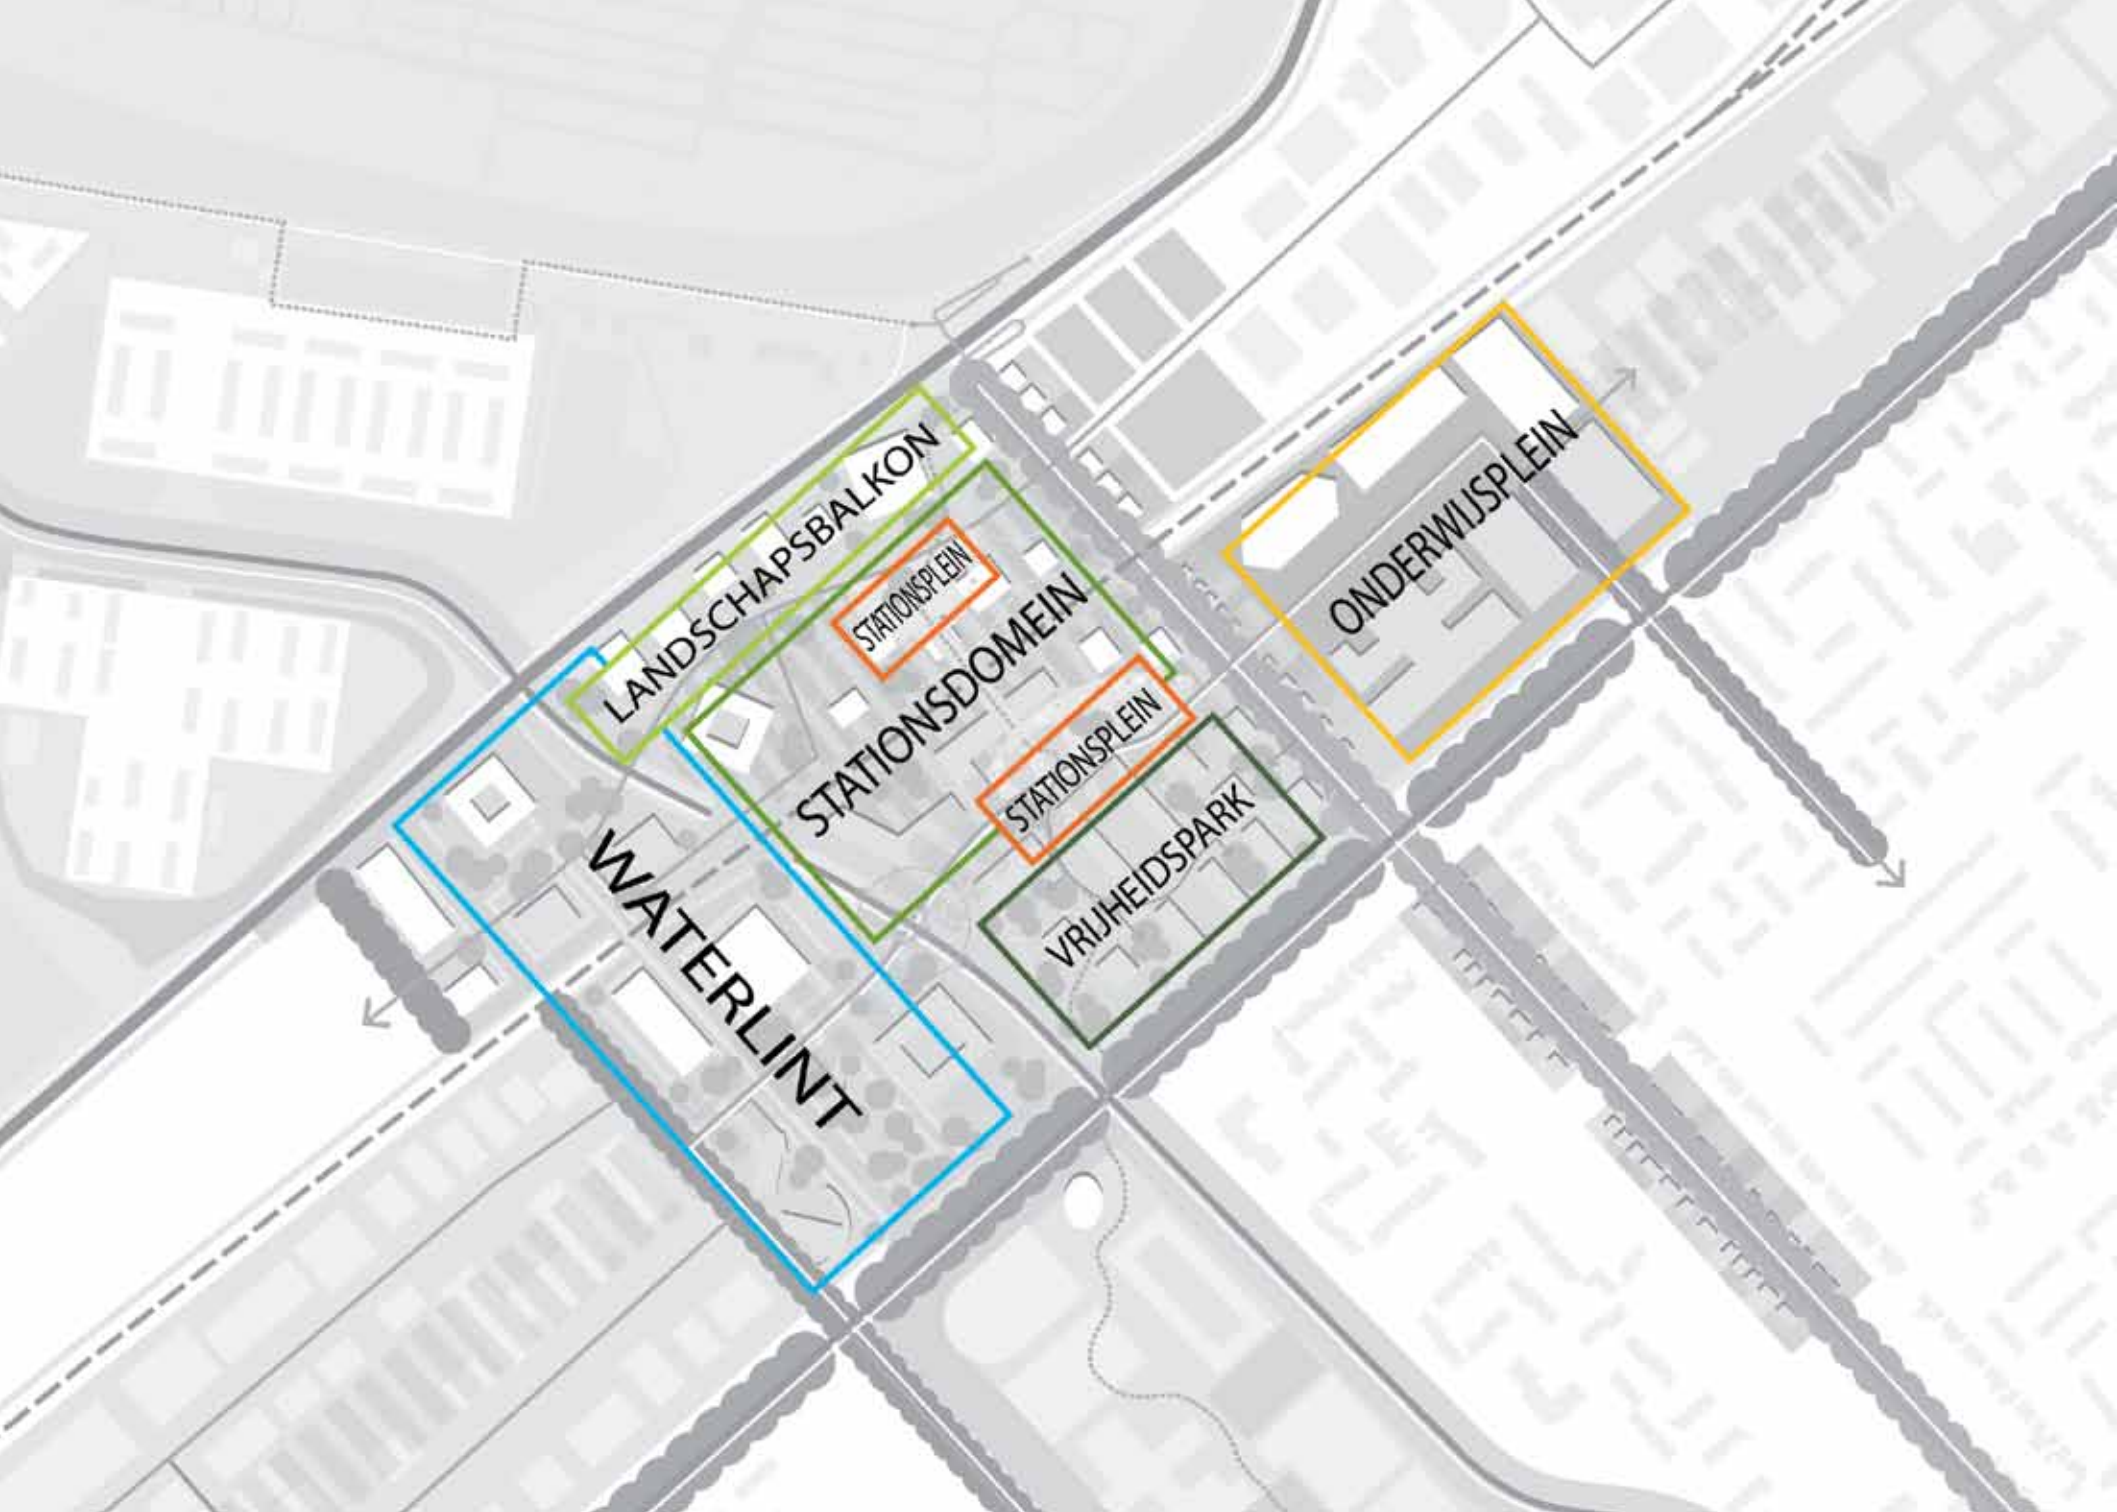 LANDSCHAPSBALKON
ONDERWIJSPLEIN
STATIONSPLEIN
STATIONSDOMEIN
STATIONSPLEIN
VRIJHEIDSPARK
WATERLINT